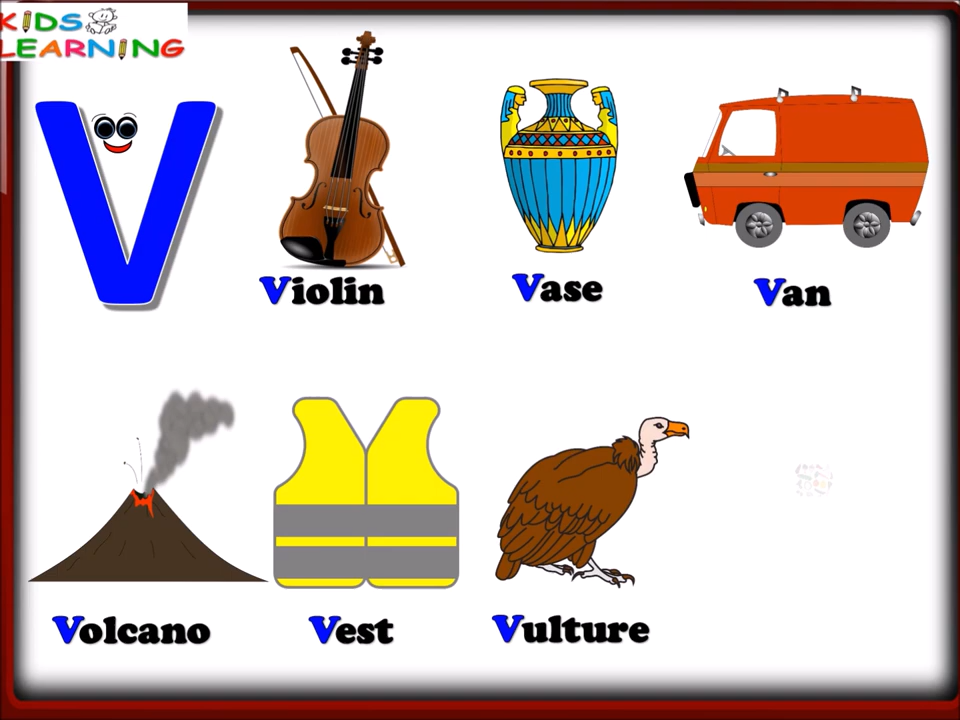 KIDS
LEARNING
V
Violin
Vase
Van
Volcano
Vest
Vulture